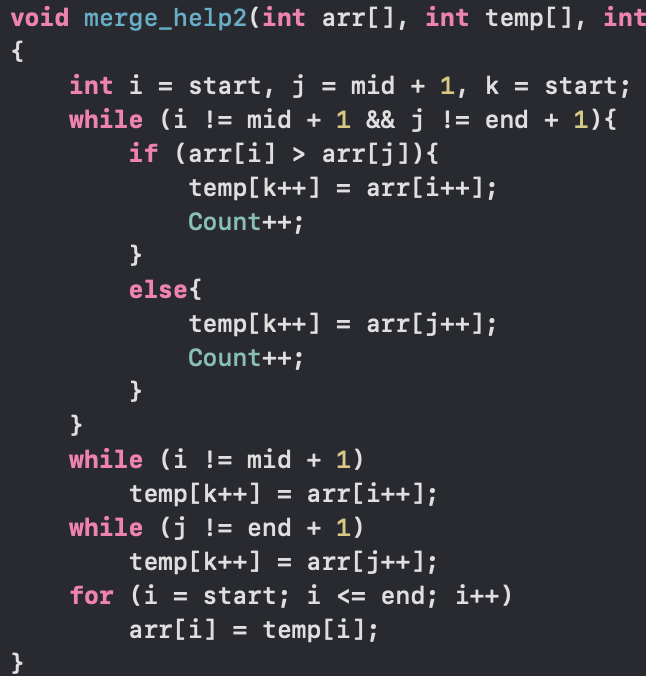 void merge_help2(int arr[], int temp[], int
{
    int i = start, j = mid + 1, k = start;
    while (i != mid + 1 && j != end + 1){
        if (arr[i] > arr[j]){
            temp[k++] = arr[i++];
            Count++;
        }
        else{
            temp[k++] = arr[j++];
            Count++;
        }
    }
    while (i != mid + 1)
        temp[k++] = arr[i++];
    while (j != end + 1)
        temp[k++] = arr[j++];
    for (i = start; i <= end; i++)
        arr[i] = temp[i];
}